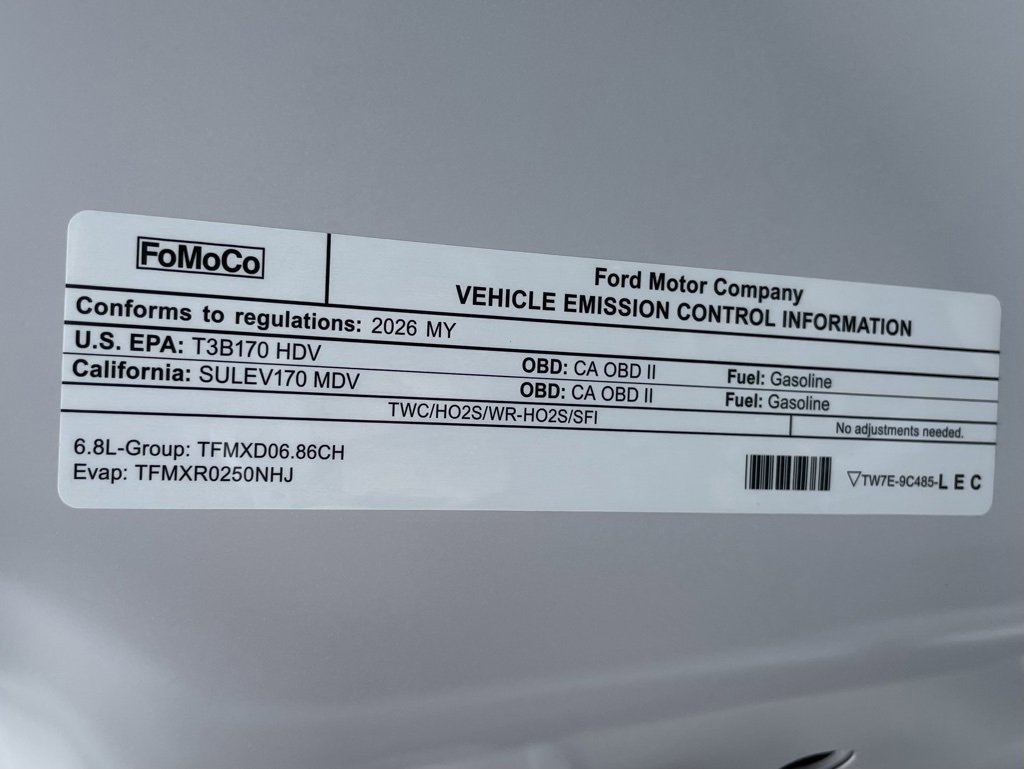 FoMoCo
Ford Motor Company
VEHICLE EMISSION CONTROL INFORMATION
Conforms to regulations: 2026 MY
U.S. EPA: T3B170 HDV OBD: CA OBD II Fuel: Gasoline
California: SULEV170 MDV OBD: CA OBD II Fuel: Gasoline
TWC/HO2S/WR-HO2S/SFI No adjustments needed.
6.8L-Group: TFMXD06.86CH
Evap: TFMXR0250NHJ
▽TW7E-9C485-L E C